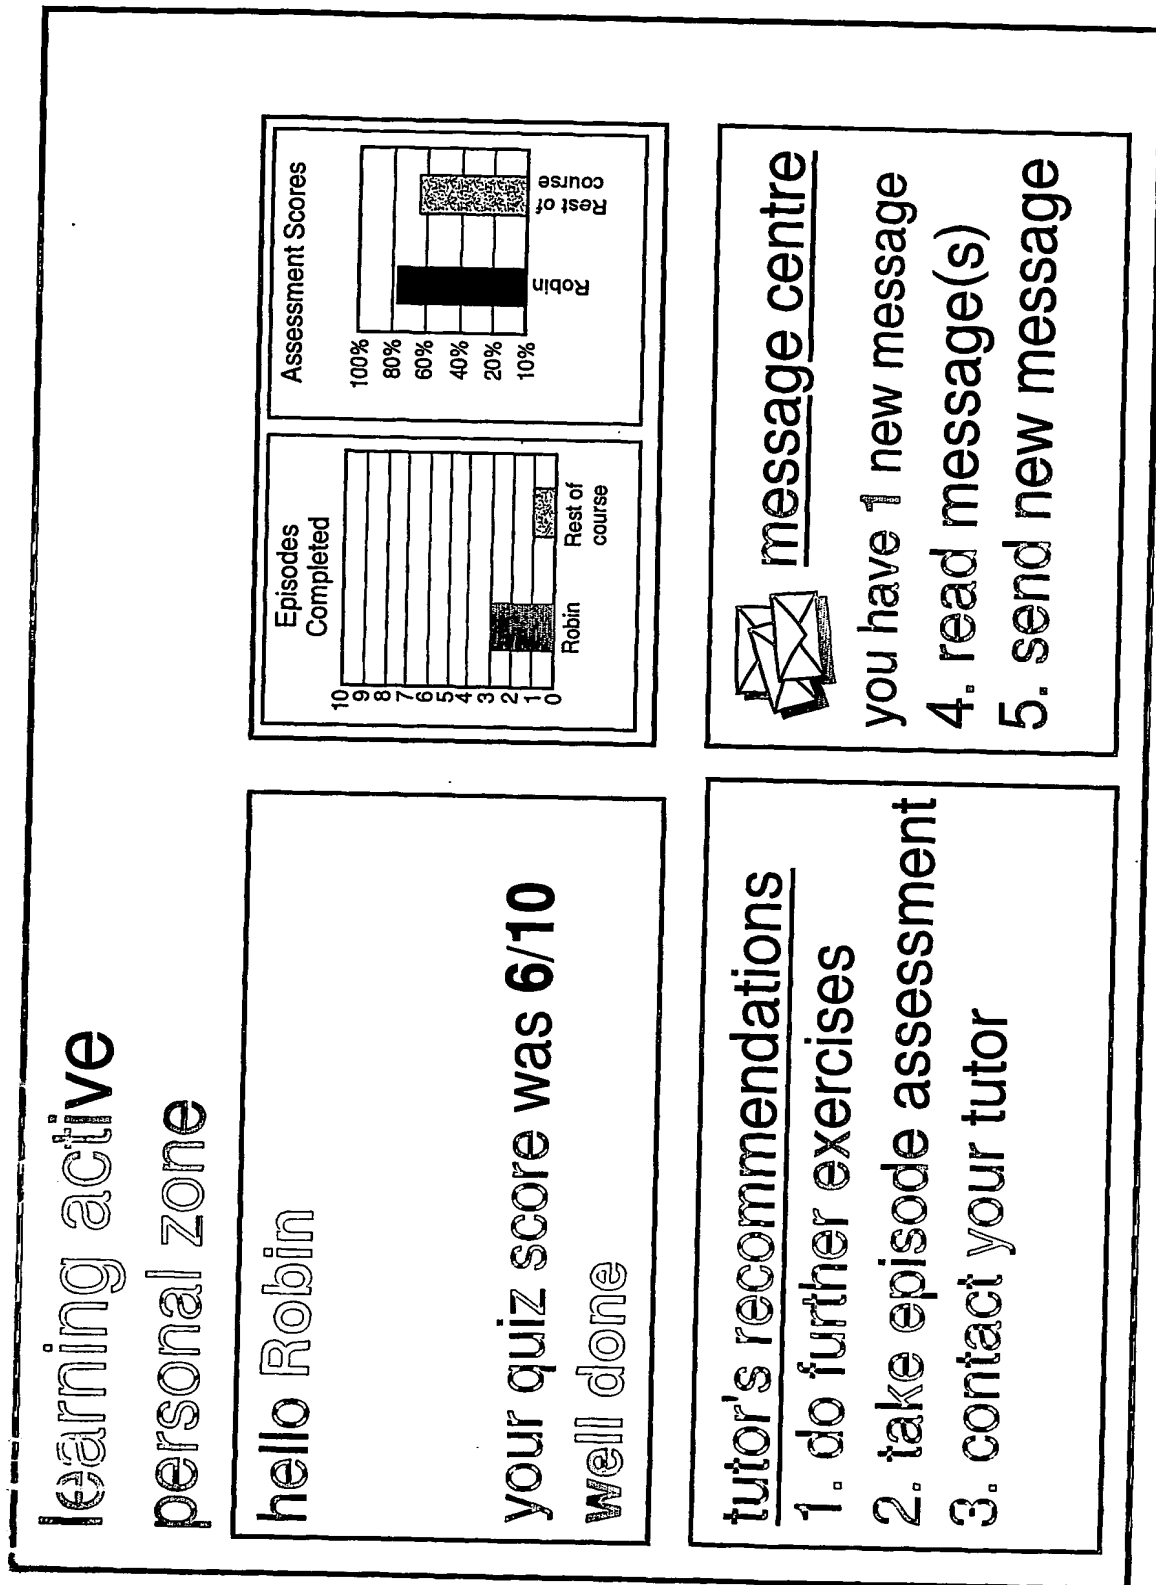 learning active
personal zone
hello Robin
your quiz score was 6/10
well done
Episodes
Completed
10
9
8
7
6
5
4
3
2
1
0
Robin
Rest of
course
Assessment Scores
100%
80%
60%
40%
20%
10%
Robin
Rest of
course
tutor's recommendations
1. do further exercises
2. take episode assessment
3. contact your tutor
message centre
you have 1 new message
4. read message(s)
5. send new message